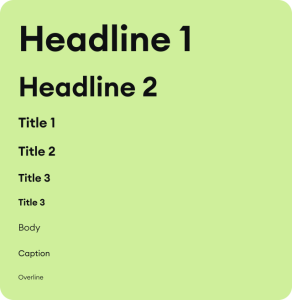 Headline 1
Headline 2
Title 1
Title 2
Title 3
Title 3
Body
Caption
Overline